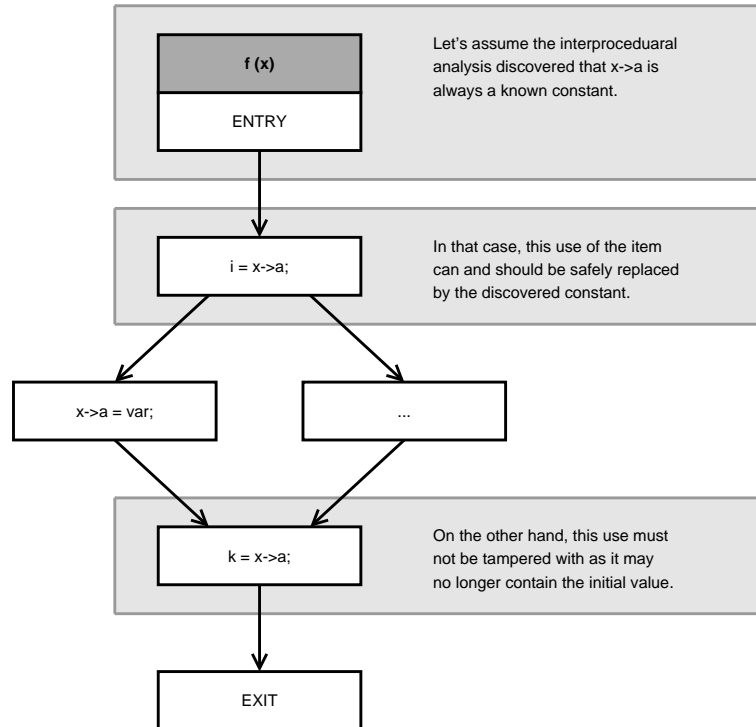 f (x)
ENTRY
Let's assume the interproceduaral
analysis discovered that x->a is
always a known constant.
i = x->a;
In that case, this use of the item
can and should be safely replaced
by the discovered constant.
x->a = var;
...
k = x->a;
On the other hand, this use must
not be tampered with as it may
no longer contain the initial value.
EXIT